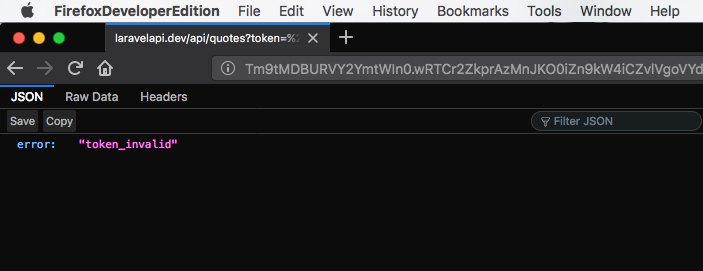 FirefoxDeveloperEdition File Edit View History Bookmarks Tools Window Help
laravelapi.dev/api/quotes?token=%2
Tm9tMDBURVY2YmtWIn0.wRTCr2ZkprAzMnJKO0iZn9kW4iCZvlVgoVYd
JSON Raw Data Headers
Save Copy Filter JSON
error: "token_invalid"